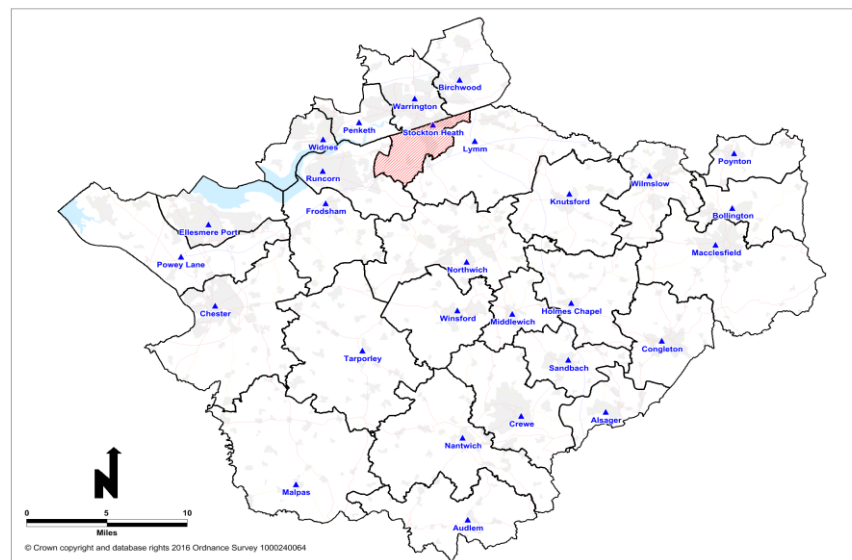 Birchwood
Warrington
Penketh
Stockton Heath
Widnes
Lymm
Poynton
Runcorn
Wilmslow
Knutsford
Frodsham
Bollington
Ellesmere Port
Macclesfield
Powey Lane
Northwich
Chester
Winsford
Middlewich
Holmes Chapel
Congleton
Tarporley
Sandbach
Alsager
Crewe
Nantwich
N
Malpas
0 5 10
Miles
Audlem
© Crown copyright and database rights 2016 Ordnance Survey 1000240064